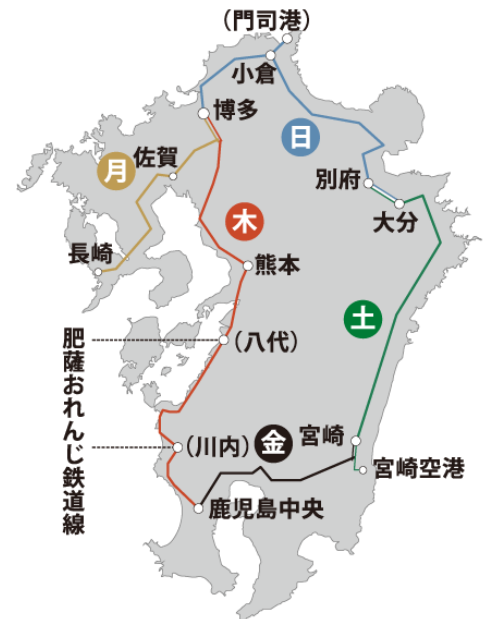 (門司港)
小倉
博多
日
佐賀
月
別府
木
大分
長崎
熊本
土
(八代)
肥薩おれんじ鉄道線
(川内)
金
宮崎
宮崎空港
鹿児島中央